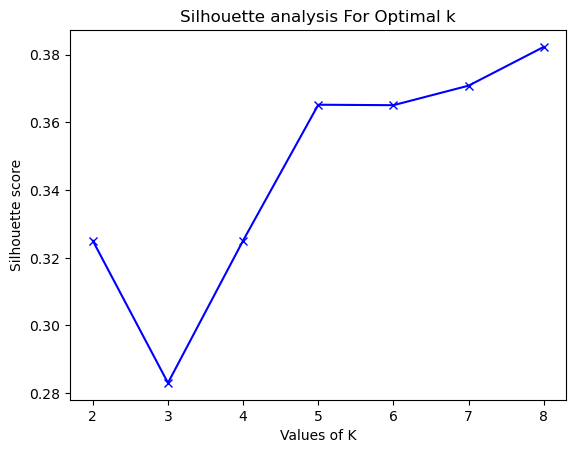 Silhouette analysis For Optimal k
0.38
0.36
0.34
0.32
0.30
0.28
Silhouette score
2 3 4 5 6 7 8
Values of K